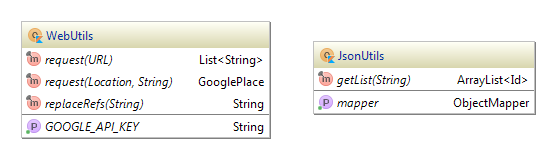 WebUtils
request(URL) List<String>
request(Location, String) GooglePlace
replaceRefs(String) String
GOOGLE_API_KEY String
JsonUtils
getList(String) ArrayList<Id>
mapper ObjectMapper